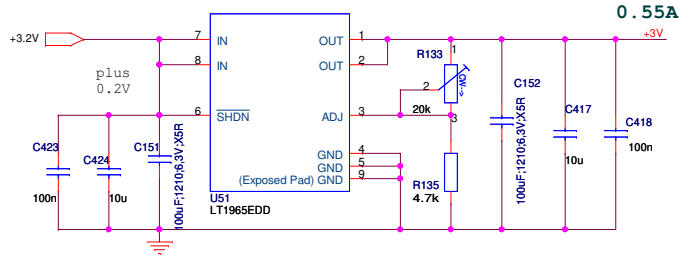 0.55A
+3.2V
+3V
7
IN
OUT
1
R133
1
8
IN
OUT
2
2
CW->
plus
0.2V
C152
20k
3
6
SHDN
ADJ
3
C417
C418
C423
C424
C151
100uF;1210;6,3V;X5R
100uF;1210;6,3V;X5R
100n
10u
GND
4
GND
5
(Exposed Pad) GND
9
10u
100n
R135
4.7k
U51
LT1965EDD